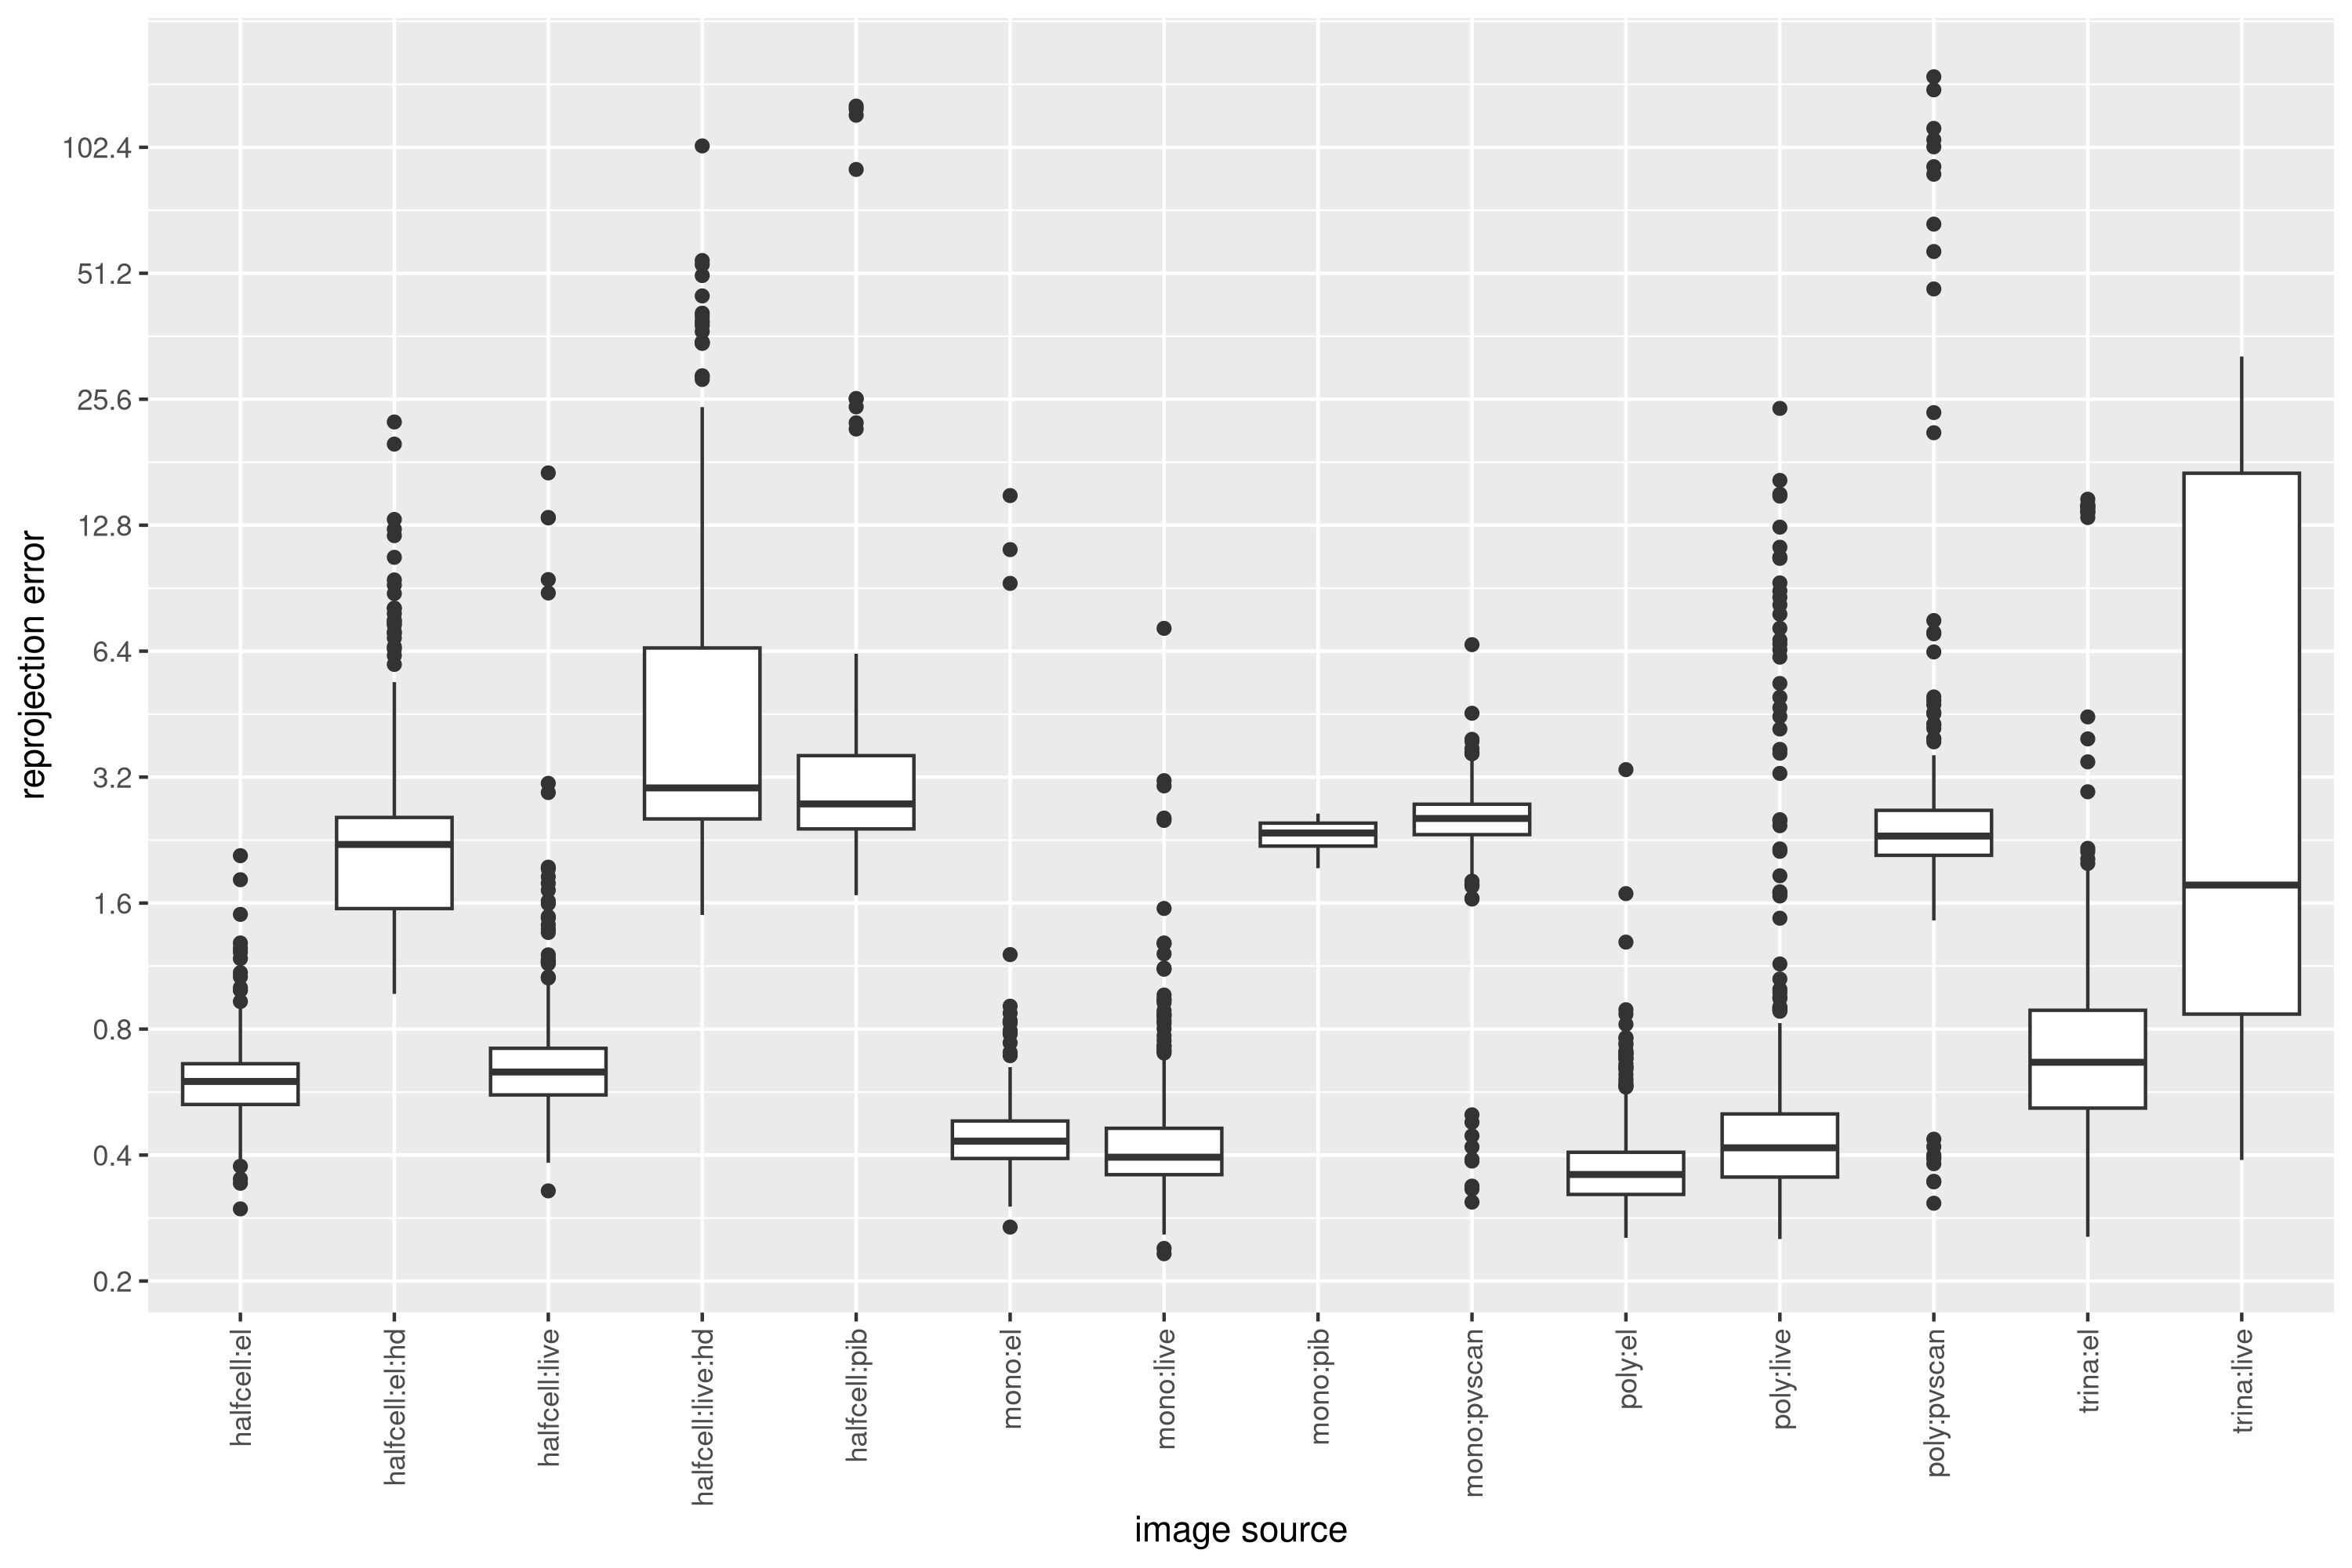 reprojection error
102.4
51.2
25.6
12.8
6.4
3.2
1.6
0.8
0.4
0.2
halfcell:el
halfcell:el:hd
halfcell:live
halfcell:live:hd
halfcell:pib
mono:el
mono:live
mono:pib
mono:pvscan
poly:el
poly:live
poly:pvscan
trina:el
trina:live
image source